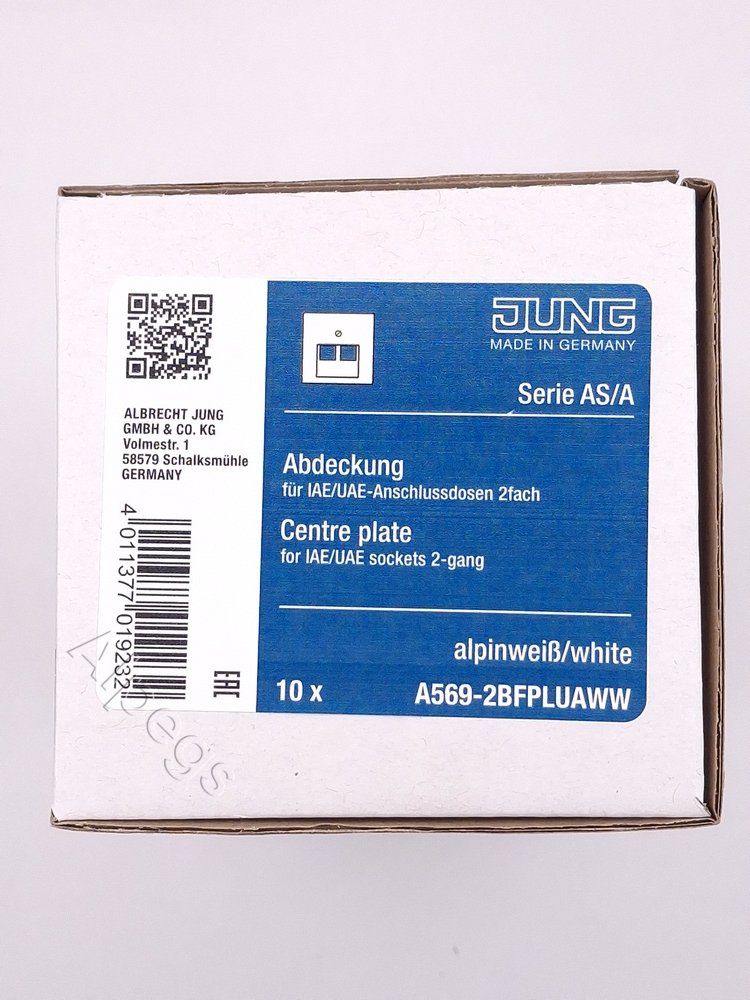 JUNG
MADE IN GERMANY
Serie AS/A
ALBRECHT JUNG
GMBH & CO. KG
Volmestr. 1
58579 Schalksmühle
GERMANY
Abdeckung
für IAE/UAE-Anschlussdosen 2fach
Centre plate
for IAE/UAE sockets 2-gang
4 011377 019232
EAC
alpinweiß/white
10 x
A569-2BFPLUAWW
Alpegs